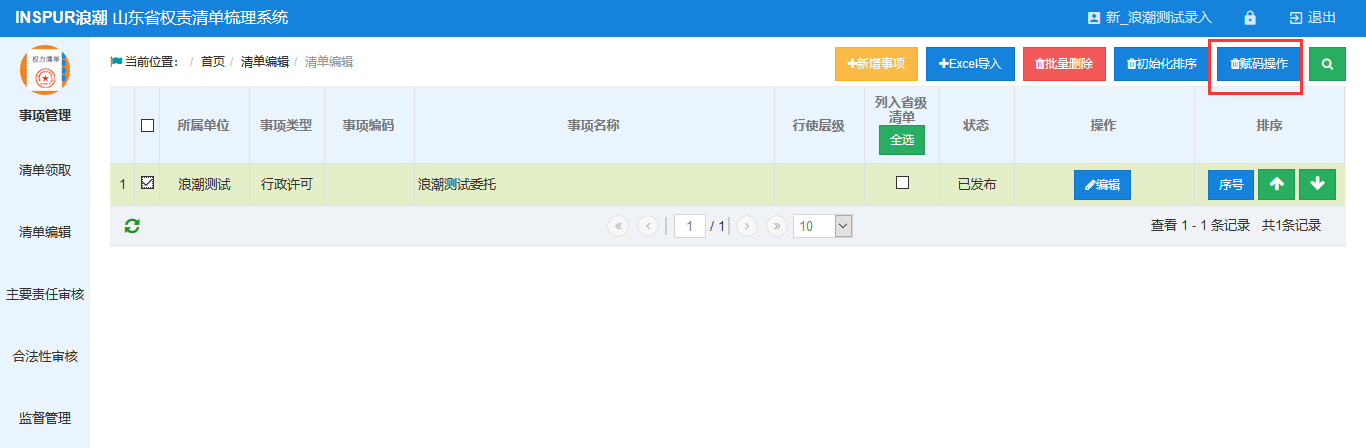 INSPUR浪潮 山东省权责清单梳理系统
新_浪潮测试录入
退出
权力清单
事项管理
清单领取
清单编辑
主要责任审核
合法性审核
监督管理
当前位置： / 首页 / 清单编辑 / 清单编辑
新增事项
Excel导入
批量删除
初始化排序
赋码操作
所属单位
事项类型
事项编码
事项名称
行使层级
列入省级
清单
全选
状态
操作
排序
1
浪潮测试
行政许可
浪潮测试委托
已发布
编辑
序号
1 / 1
10
查看 1 - 1 条记录 共1条记录